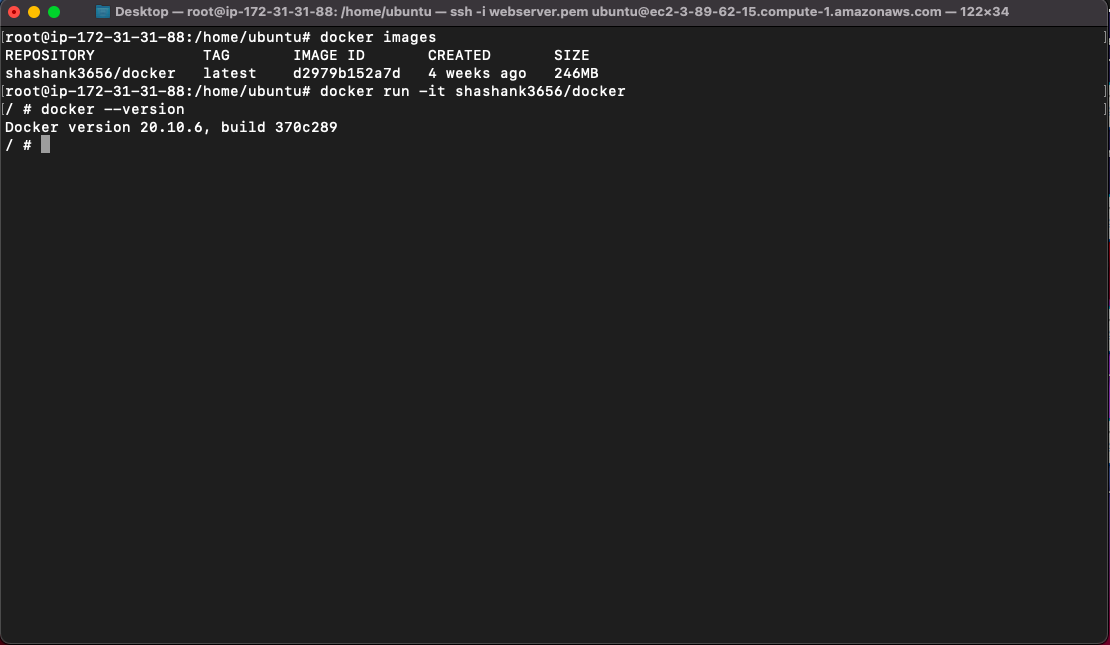 Desktop — root@ip-172-31-31-88: /home/ubuntu — ssh -i webserver.pem ubuntu@ec2-3-89-62-15.compute-1.amazonaws.com — 122×34
[root@ip-172-31-31-88:/home/ubuntu# docker images ]
REPOSITORY TAG IMAGE ID CREATED SIZE
shashank3656/docker latest d2979b152a7d 4 weeks ago 246MB
[root@ip-172-31-31-88:/home/ubuntu# docker run -it shashank3656/docker ]
[/ # docker --version ]
Docker version 20.10.6, build 370c289
/ #